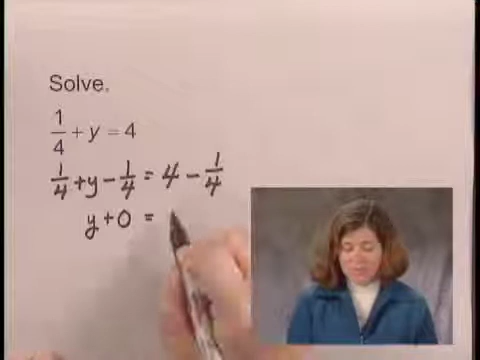 Solve.
1/4 + y = 4
1/4 + y - 1/4 = 4 - 1/4
y + 0 =